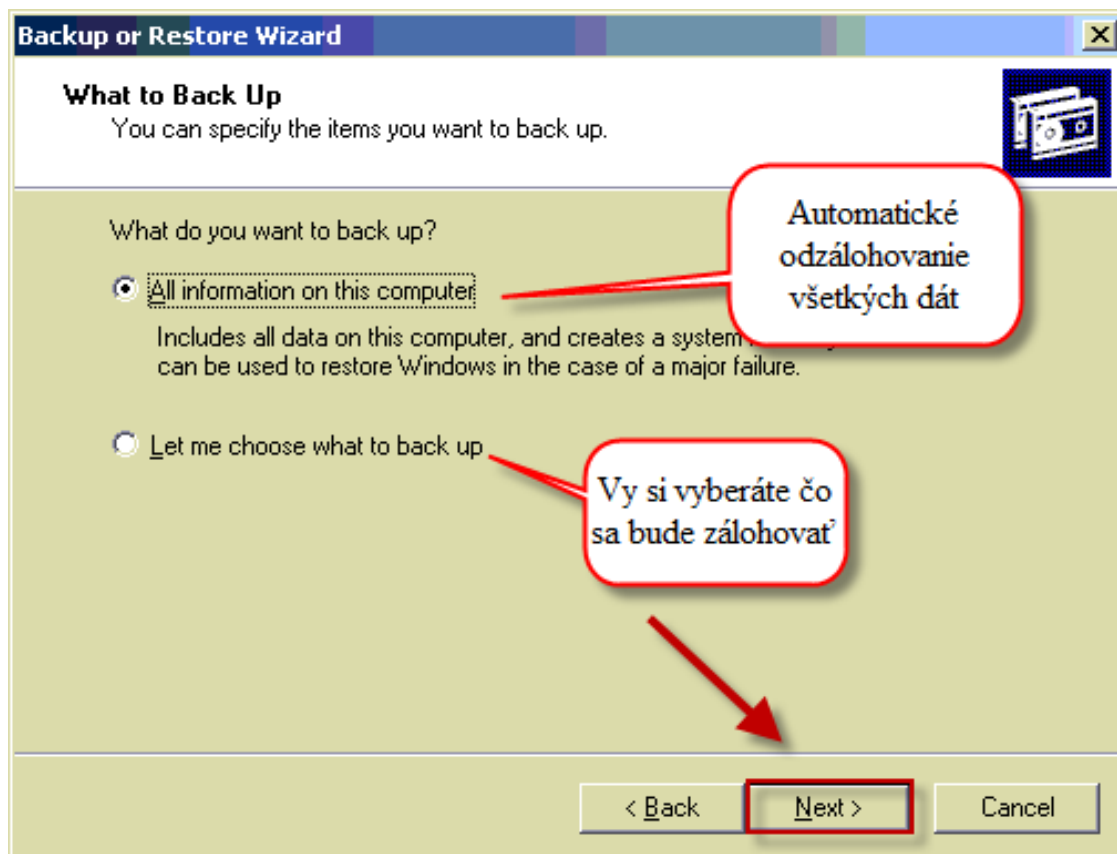 Backup or Restore Wizard
What to Back Up
You can specify the items you want to back up.
Automatické
odzálohovanie
všetkých dát
What do you want to back up?
All information on this computer
Includes all data on this computer, and creates a system
can be used to restore Windows in the case of a major failure.
Let me choose what to back up
Vy si vyberáte čo
sa bude zálohovať
< Back
Next >
Cancel